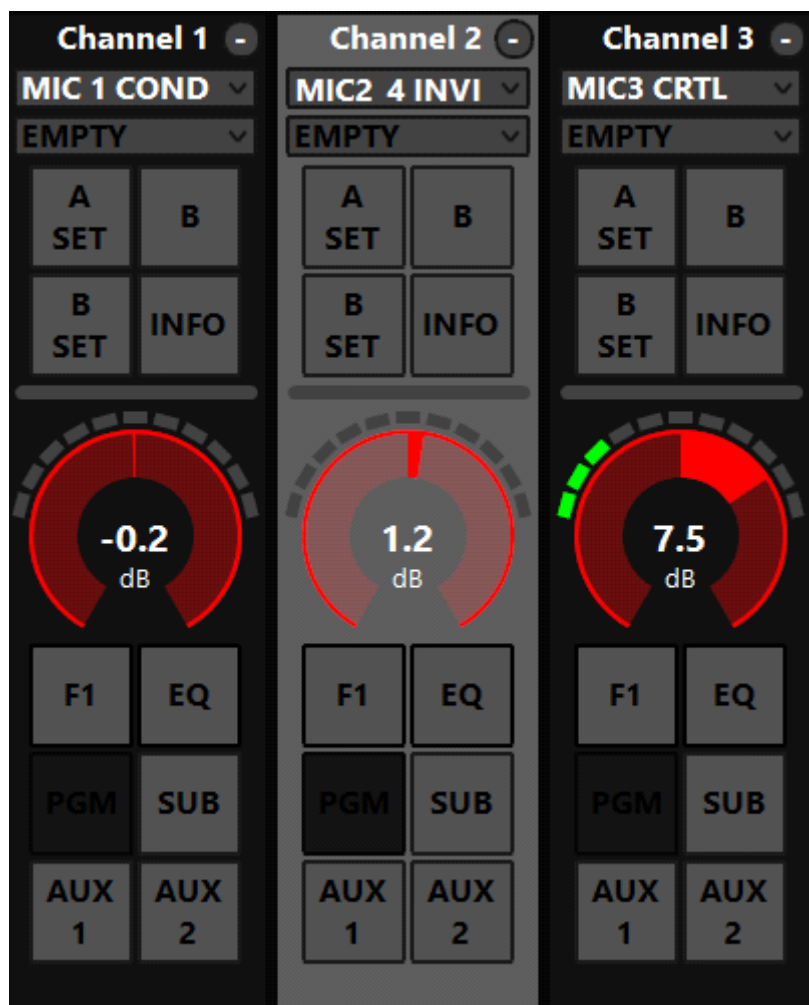 Channel 1 -
MIC 1 COND
EMPTY
A
SET
B
B
SET
INFO
-0.2
dB
F1
EQ
PGM
SUB
AUX
1
AUX
2
Channel 2 -
MIC2 4 INVI
EMPTY
A
SET
B
B
SET
INFO
1.2
dB
F1
EQ
PGM
SUB
AUX
1
AUX
2
Channel 3 -
MIC3 CRTL
EMPTY
A
SET
B
B
SET
INFO
7.5
dB
F1
EQ
PGM
SUB
AUX
1
AUX
2